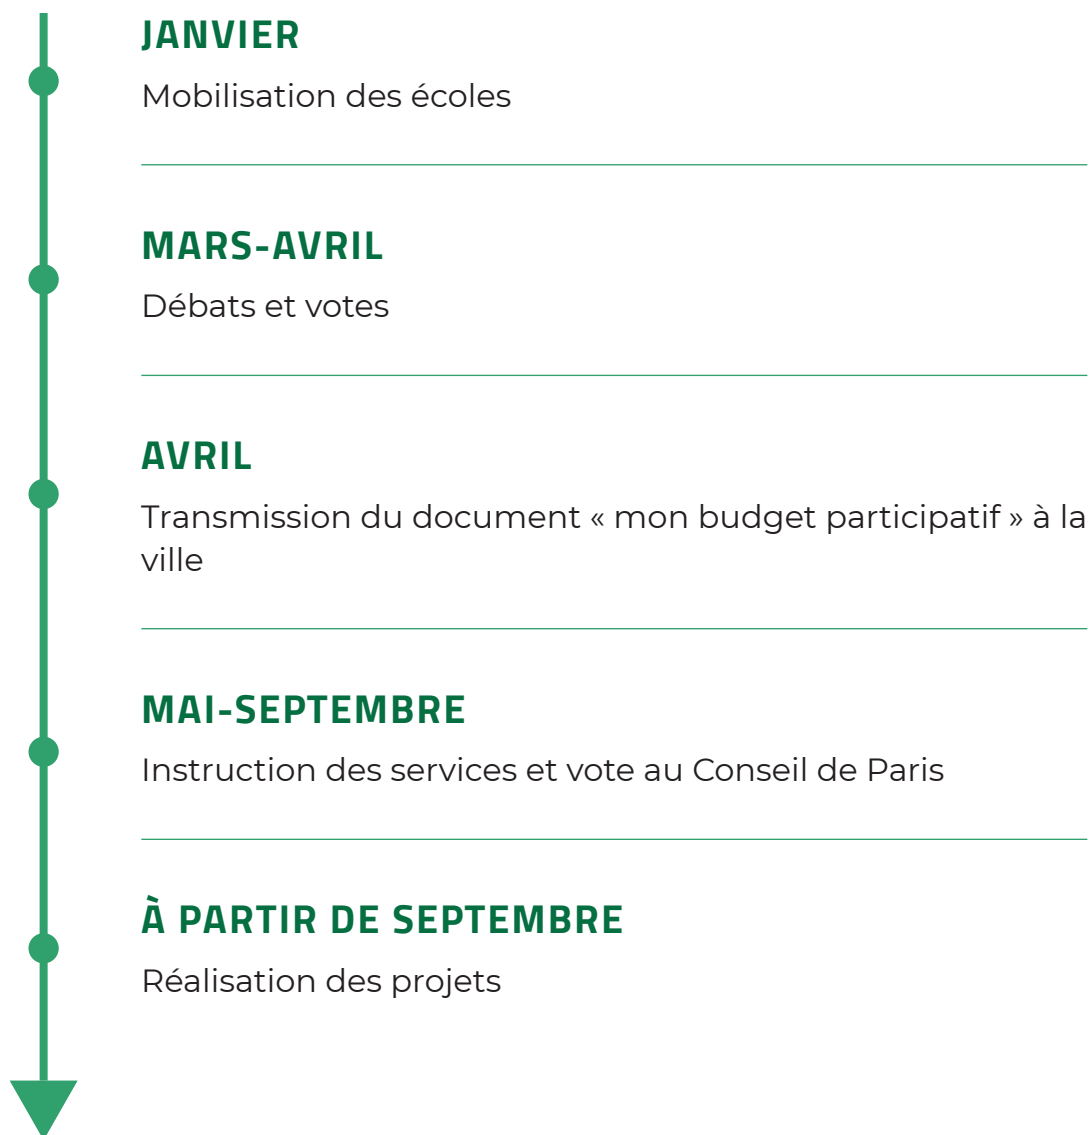 JANVIER
Mobilisation des écoles
MARS-AVRIL
Débats et votes
AVRIL
Transmission du document « mon budget participatif » à la
ville
MAI-SEPTEMBRE
Instruction des services et vote au Conseil de Paris
À PARTIR DE SEPTEMBRE
Réalisation des projets